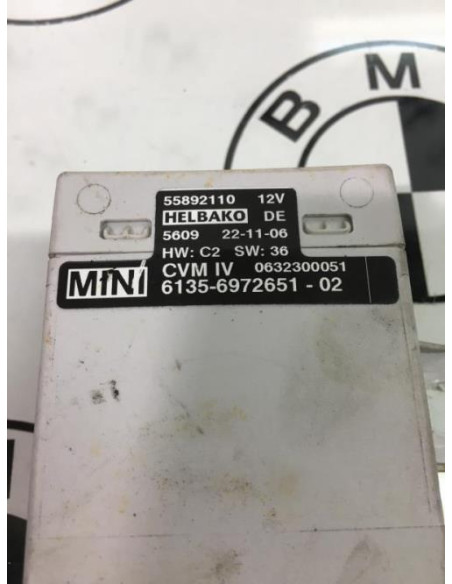 B M
55892110 12V
HELBAKO DE
5609 22-11-06
HW: C2 SW: 36
MINI CVM IV 0632300051
6135-6972651 - 02